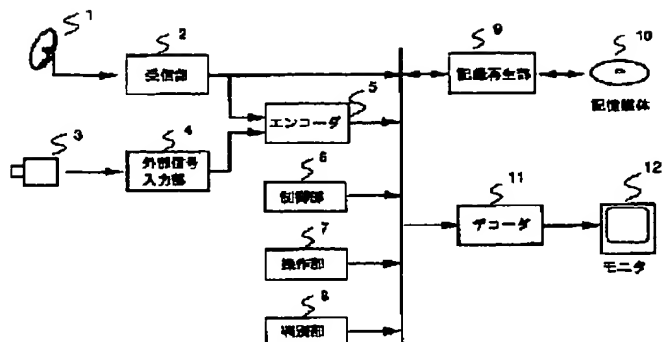 1
2
受信部
3
4
外部信号
入力部
5
エンコーダ
6
制御部
7
操作部
8
判別部
9
記録再生部
10
記憶媒体
11
デコーダ
12
モニタ